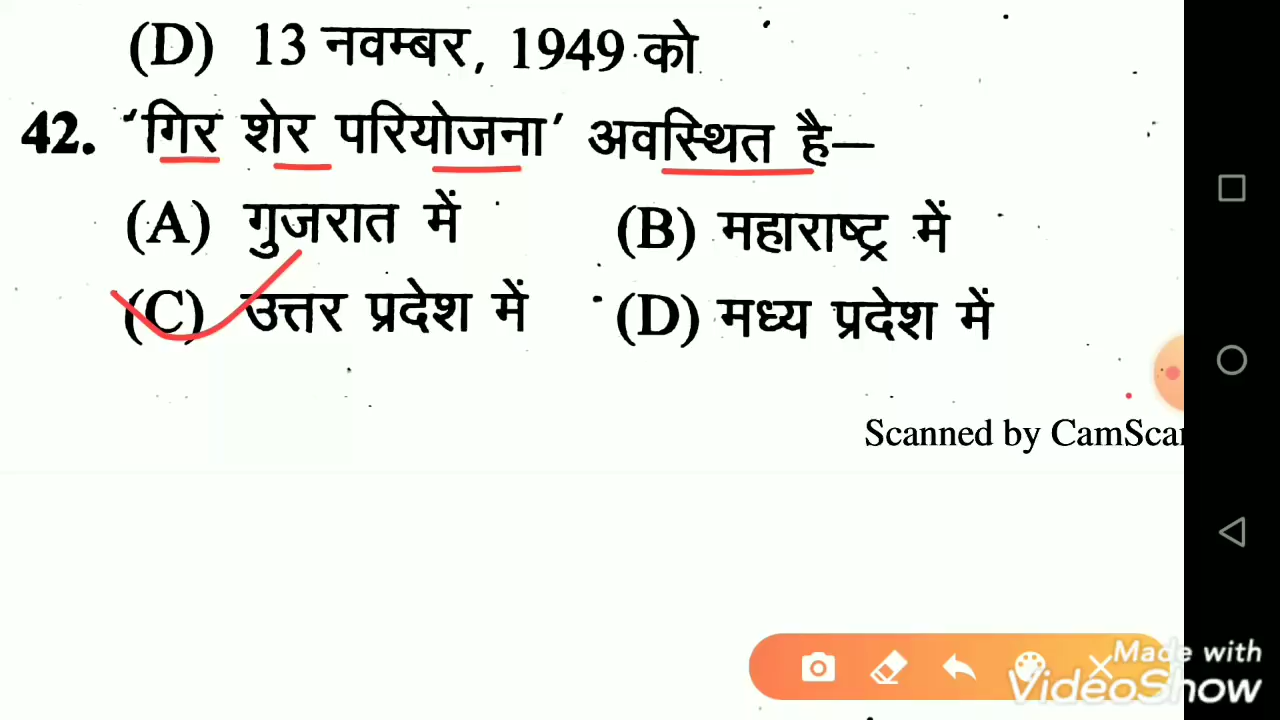 (D) 13 नवम्बर, 1949 को
42. 'गिर शेर परियोजना' अवस्थित है–
(A) गुजरात में (B) महाराष्ट्र में
(C) उत्तर प्रदेश में (D) मध्य प्रदेश में
Scanned by CamScan
Made with
VideoShow